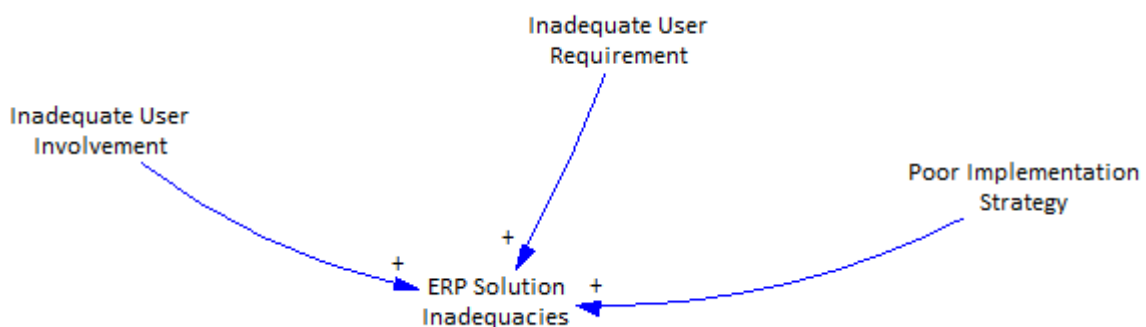 Inadequate User
Requirement
Inadequate User
Involvement
Poor Implementation
Strategy
+
+
+
ERP Solution
Inadequacies